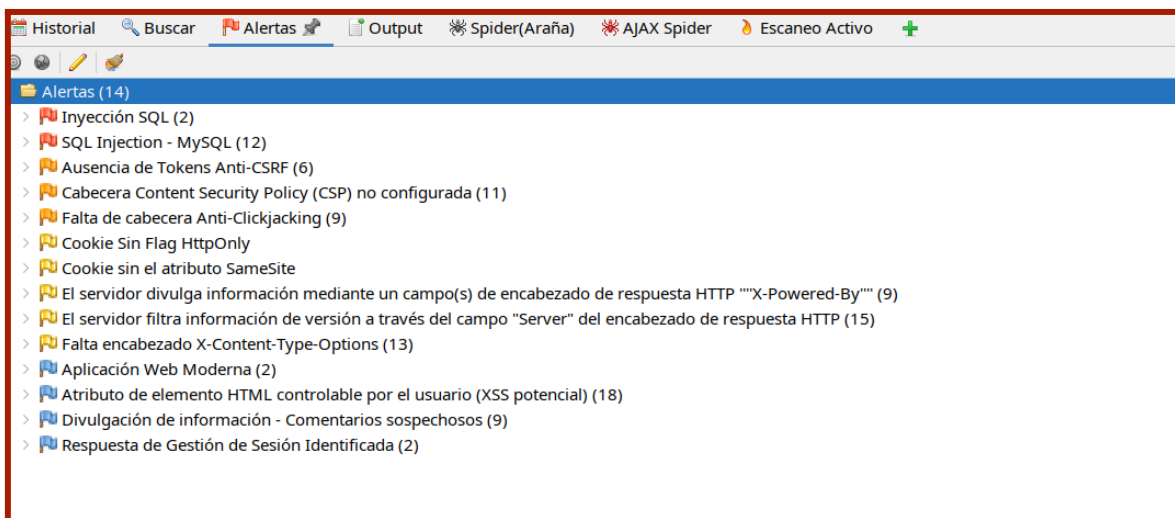 Historial Buscar Alertas Output Spider(Araña) AJAX Spider Escaneo Activo
Alertas (14)
Inyección SQL (2)
SQL Injection - MySQL (12)
Ausencia de Tokens Anti-CSRF (6)
Cabecera Content Security Policy (CSP) no configurada (11)
Falta de cabecera Anti-Clickjacking (9)
Cookie Sin Flag HttpOnly
Cookie sin el atributo SameSite
El servidor divulga información mediante un campo(s) de encabezado de respuesta HTTP ""X-Powered-By"" (9)
El servidor filtra información de versión a través del campo "Server" del encabezado de respuesta HTTP (15)
Falta encabezado X-Content-Type-Options (13)
Aplicación Web Moderna (2)
Atributo de elemento HTML controlable por el usuario (XSS potencial) (18)
Divulgación de información - Comentarios sospechosos (9)
Respuesta de Gestión de Sesión Identificada (2)